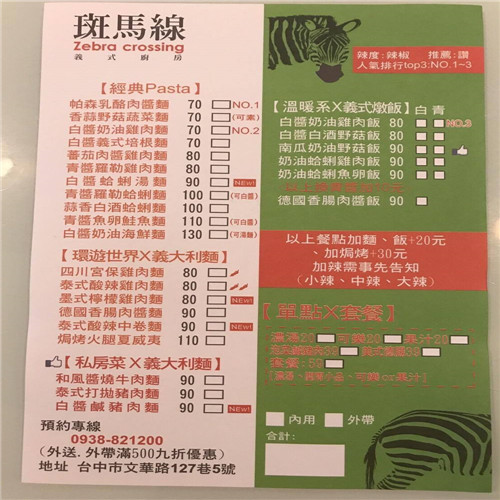 斑馬線
Zebra crossing
義式廚房
【經典Pasta】
帕森乳酪肉醬麵 70 NO.1
香蒜野菇蔬菜麵 70 (可素)
白醬奶油雞肉麵 70 NO.2
白醬義式培根麵 70
蕃茄肉醬雞肉麵 80
青醬羅勒雞肉麵 80
白醬蛤蜊湯麵 90 NEW!
青醬羅勒蛤蜊麵 100 (可白醬)
蒜香白酒蛤蜊麵 100
青醬魚卵鮭魚麵 110 (可白醬)
白醬奶油海鮮麵 130 (可湯麵)
【環遊世界X義大利麵】
四川宮保雞肉麵 80
泰式酸辣雞肉麵 80
墨式檸檬雞肉麵 80 NEW!
德國香腸肉醬麵 90
泰式酸辣中卷麵 90 NEW!
焗烤火腿夏威夷 110
【私房菜X義大利麵】
和風醬燒牛肉麵 90
泰式打拋豬肉麵 90
白醬鹹豬肉麵 90 NEW!
預約專線
0938-821200
(外送.外帶滿500九折優惠)
地址 台中市文華路127巷5號
辣度:辣椒 推薦:讚
人氣排行top3:NO.1~3
【溫暖系X義式燉飯】白 青
白醬奶油雞肉飯 80 NO.3
白醬白酒野菇飯 80
南瓜奶油野菇飯 90
奶油蛤蜊雞肉飯 90
奶油蛤蜊魚卵飯 90
德國香腸肉醬飯 90
以上餐點加麵、飯+20元
加焗烤+30元
加辣需事先告知
(小辣、中辣、大辣)
【單點X套餐】
濃湯20 可樂20 果汁20
套餐:59
內用 外帶
合計: